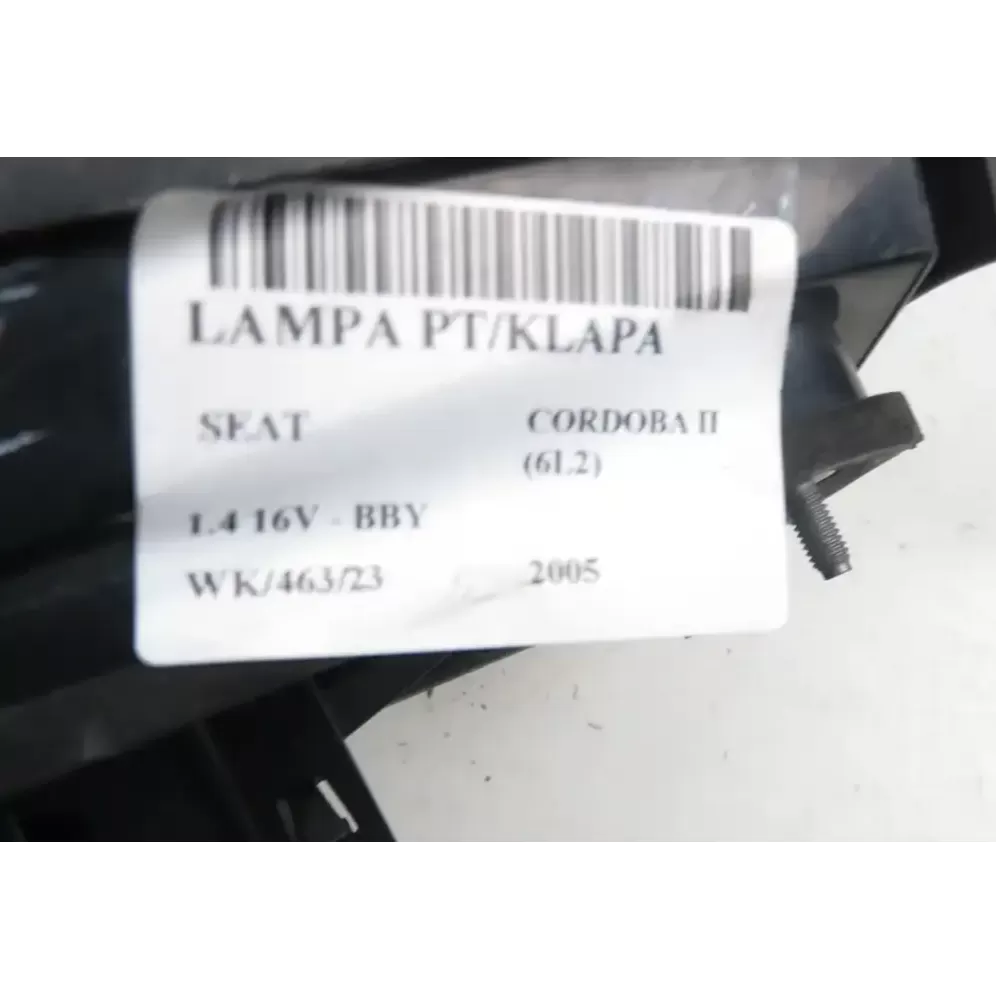 LAMPA PT/KLAPA
SEAT CORDOBA II
(6L2)
1.4 16V - BBY
WK/463/23 2005